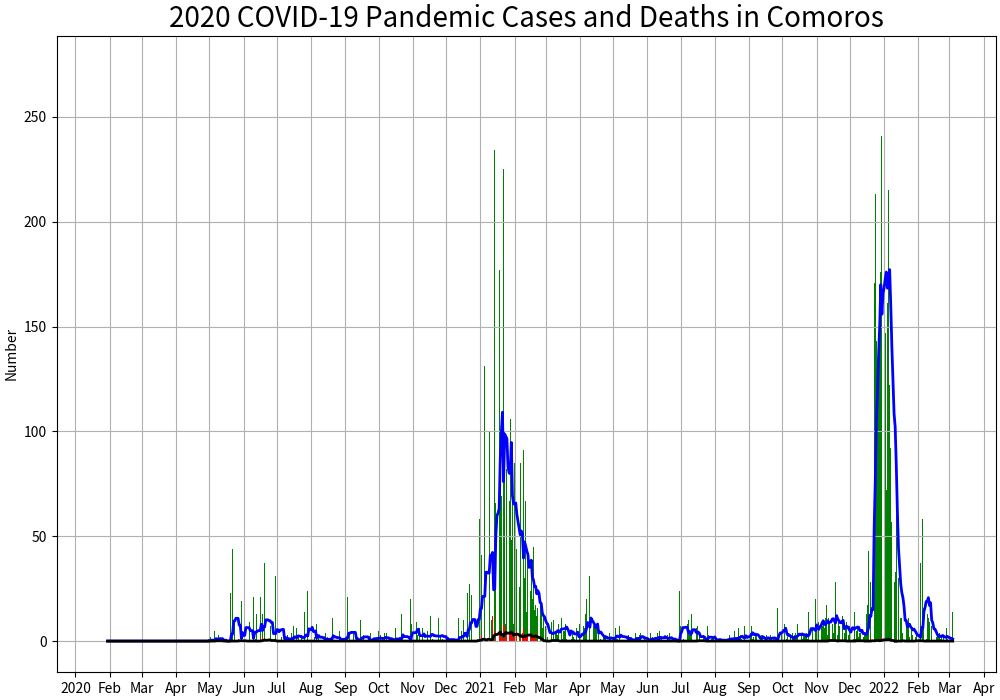 2020 COVID-19 Pandemic Cases and Deaths in Comoros
Number
250
200
150
100
50
0
2020 Feb Mar Apr May Jun Jul Aug Sep Oct Nov Dec 2021 Feb Mar Apr May Jun Jul Aug Sep Oct Nov Dec 2022 Feb Mar Apr